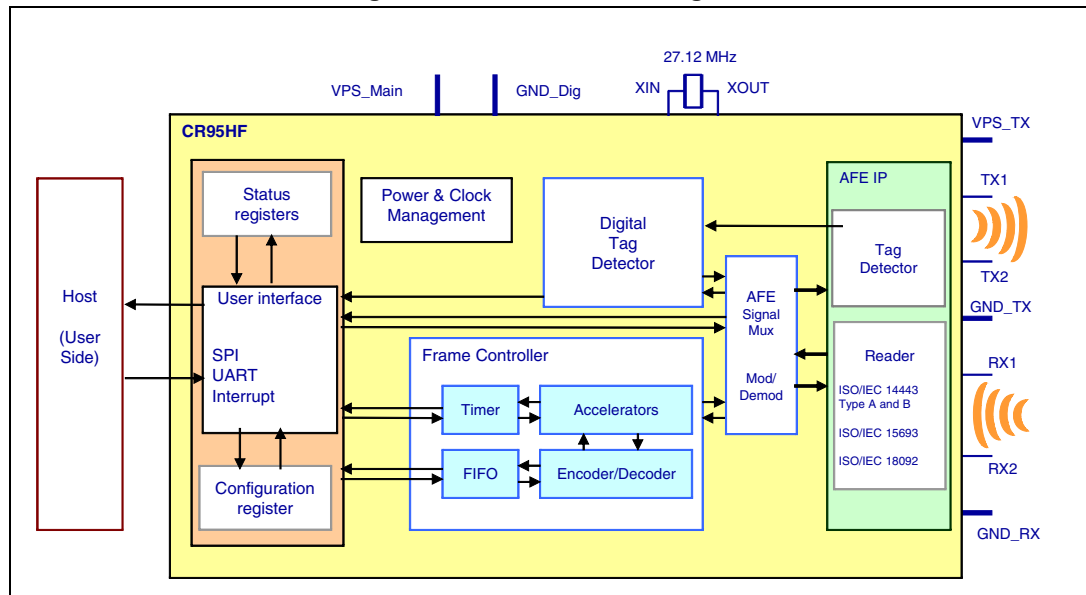 27.12 MHz
VPS_Main
GND_Dig
XIN
XOUT
VPS_TX
CR95HF
Status
registers
Power & Clock
Management
Digital
Tag
Detector
AFE IP
TX1
Tag
Detector
TX2
Host
(User
Side)
User interface
SPI
UART
Interrupt
AFE
Signal
Mux
Mod/
Demod
GND_TX
Frame Controller
Timer
Accelerators
FIFO
Encoder/Decoder
Reader
ISO/IEC 14443
Type A and B
ISO/IEC 15693
ISO/IEC 18092
RX1
RX2
Configuration
register
GND_RX